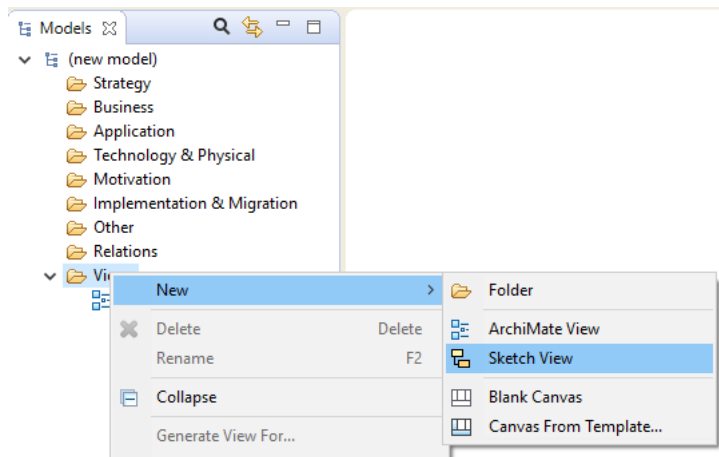 Models
(new model)
Strategy
Business
Application
Technology & Physical
Motivation
Implementation & Migration
Other
Relations
New
Delete Delete
Rename F2
Collapse
Generate View For...
Folder
ArchiMate View
Sketch View
Blank Canvas
Canvas From Template...